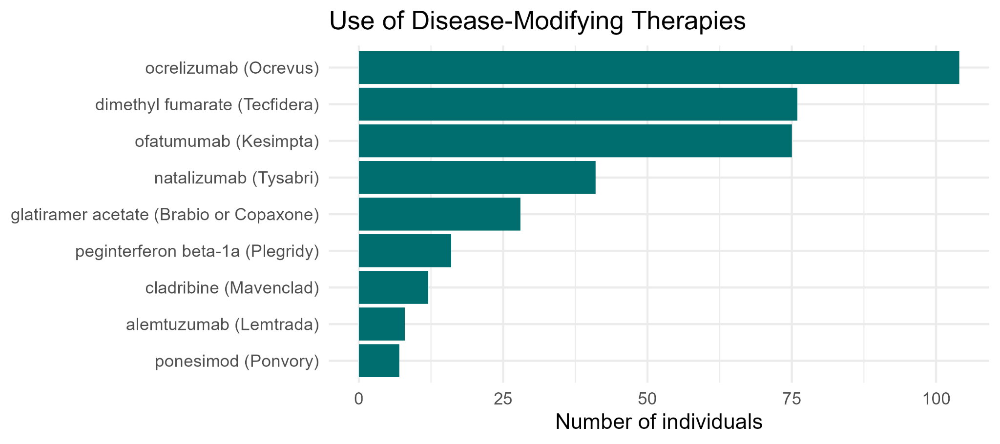 Use of Disease-Modifying Therapies
ocrelizumab (Ocrevus)
dimethyl fumarate (Tecfidera)
ofatumumab (Kesimpta)
natalizumab (Tysabri)
glatiramer acetate (Brabio or Copaxone)
peginterferon beta-1a (Plegridy)
cladribine (Mavenclad)
alemtuzumab (Lemtrada)
ponesimod (Ponvory)
0 25 50 75 100
Number of individuals